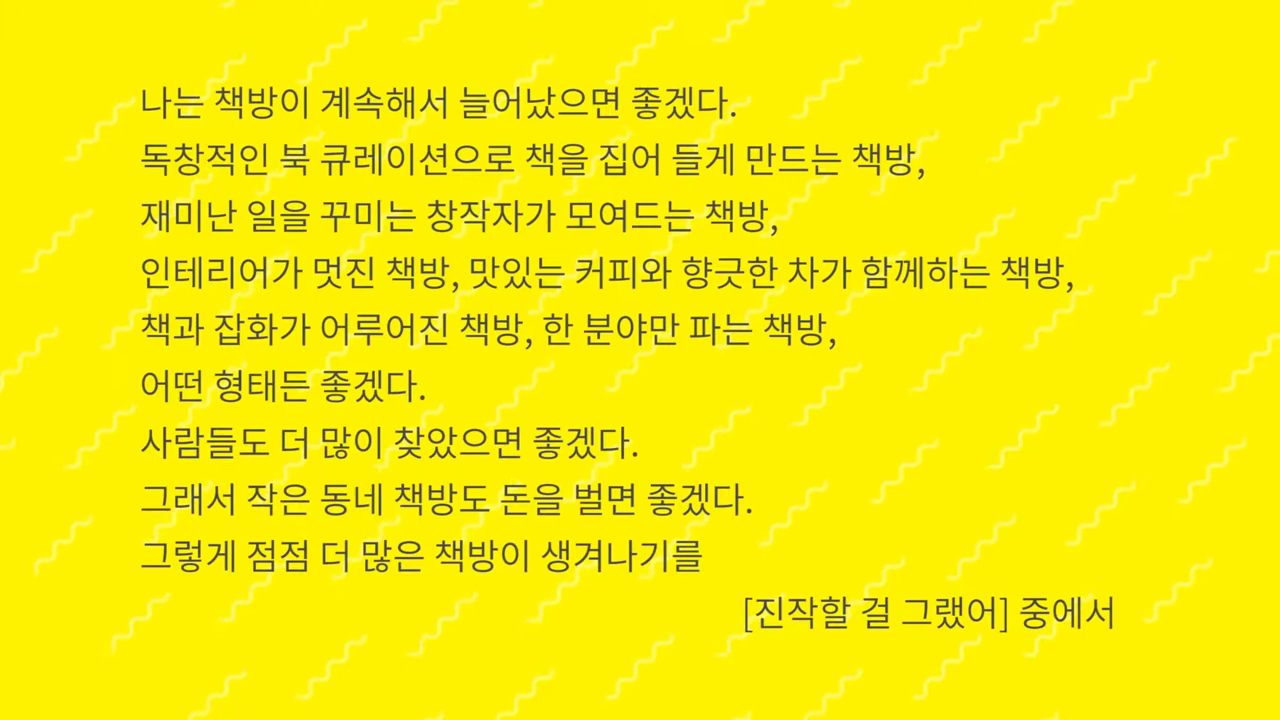 나는 책방이 계속해서 늘어났으면 좋겠다.
독창적인 북 큐레이션으로 책을 집어 들게 만드는 책방,
재미난 일을 꾸미는 창작자가 모여드는 책방,
인테리어가 멋진 책방, 맛있는 커피와 향긋한 차가 함께하는 책방,
책과 잡화가 어루어진 책방, 한 분야만 파는 책방,
어떤 형태든 좋겠다.
사람들도 더 많이 찾았으면 좋겠다.
그래서 작은 동네 책방도 돈을 벌면 좋겠다.
그렇게 점점 더 많은 책방이 생겨나기를
[진작할 걸 그랬어] 중에서